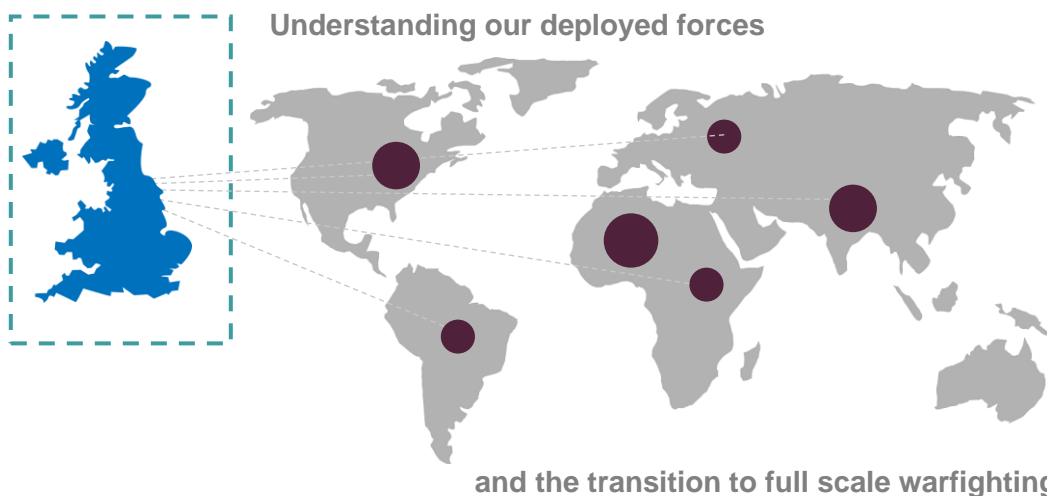 Understanding our deployed forces
and the transition to full scale warfighting